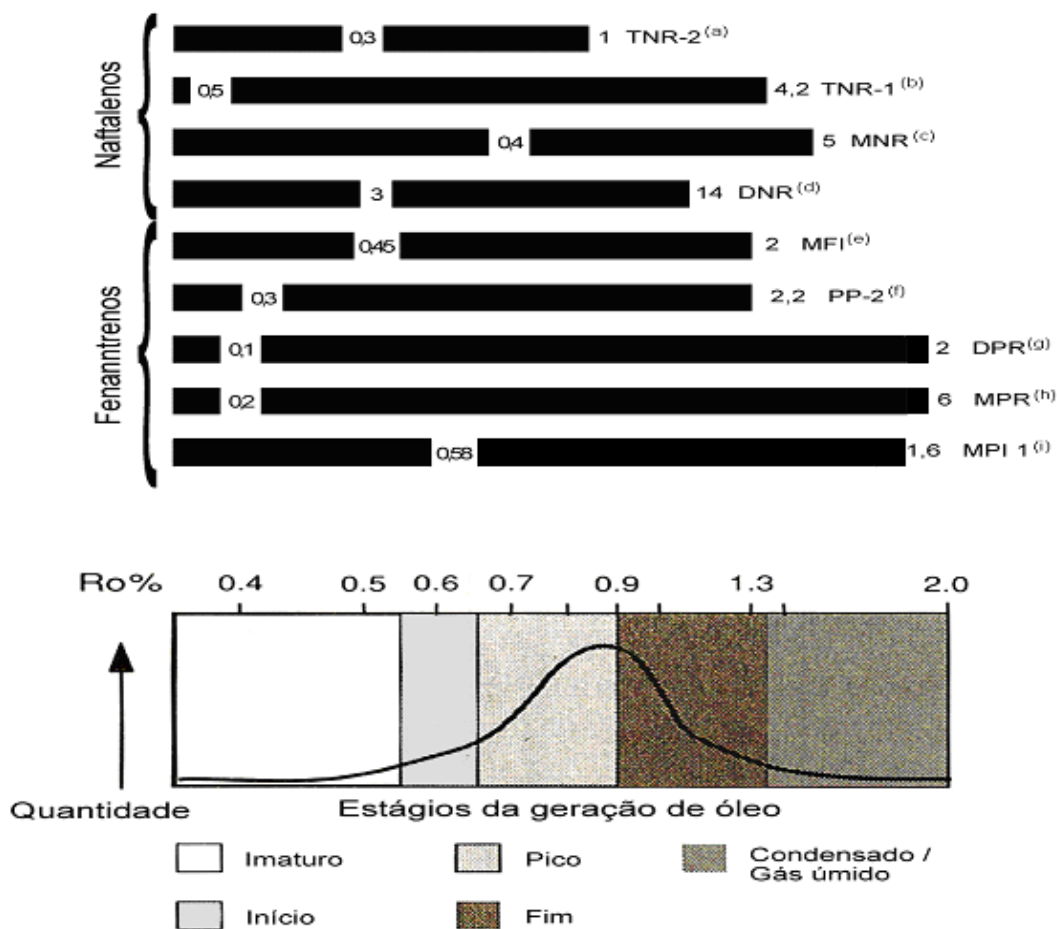 Naftalenos
0,3 1 TNR-2(a)
0,5 4,2 TNR-1(b)
0,4 5 MNR(c)
3 14 DNR(d)
Fenanntrenos
0,45 2 MFI(e)
0,3 2,2 PP-2(f)
0,1 2 DPR(g)
0,2 6 MPR(h)
0,58 1,6 MPI 1(i)
Ro% 0.4 0.5 0.6 0.7 0.9 1.3 2.0
Quantidade
Estágios da geração de óleo
Imaturo
Pico
Condensado /
Gás úmido
Início
Fim